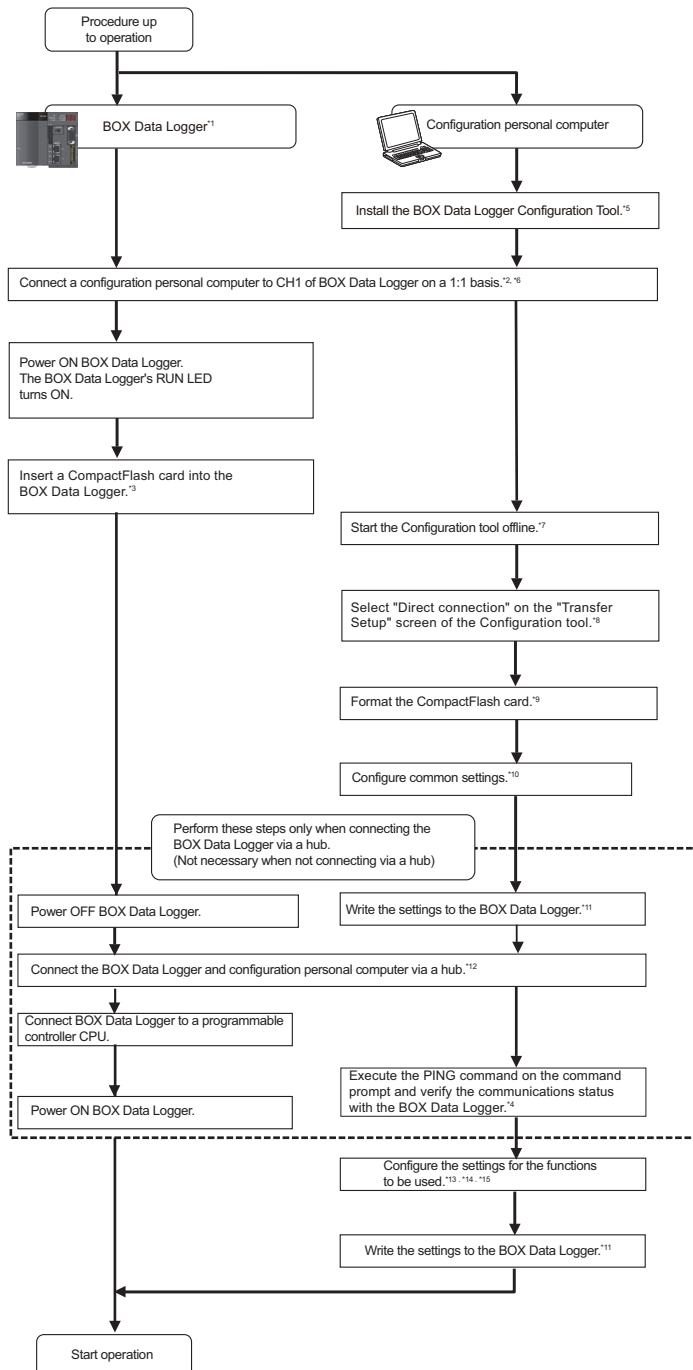 Procedure up
to operation
BOX Data Logger*1
Configuration personal computer
Install the BOX Data Logger Configuration Tool.*5
Connect a configuration personal computer to CH1 of BOX Data Logger on a 1:1 basis.*2, *6
Power ON BOX Data Logger.
The BOX Data Logger's RUN LED
turns ON.
Insert a CompactFlash card into the
BOX Data Logger.*3
Start the Configuration tool offline.*7
Select "Direct connection" on the "Transfer
Setup" screen of the Configuration tool.*8
Format the CompactFlash card.*9
Configure common settings.*10
Perform these steps only when connecting the
BOX Data Logger via a hub.
(Not necessary when not connecting via a hub)
Power OFF BOX Data Logger.
Write the settings to the BOX Data Logger.*11
Connect the BOX Data Logger and configuration personal computer via a hub.*12
Connect BOX Data Logger to a programmable
controller CPU.
Execute the PING command on the command
prompt and verify the communications status
with the BOX Data Logger.*4
Power ON BOX Data Logger.
Configure the settings for the functions
to be used.*13 . *14 . *15
Write the settings to the BOX Data Logger.*11
Start operation